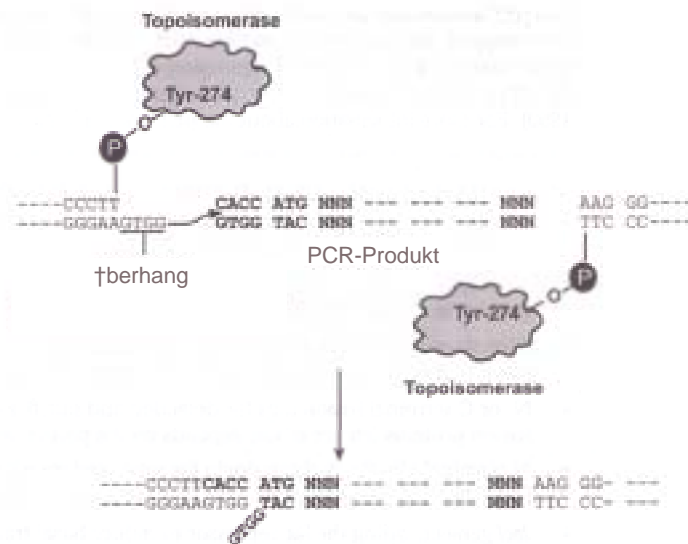 Topoisomerase
Tyr-274
O
P
----CCCTT CACC ATG NNN --- --- --- NNN AAG GG----
----GGGAAGTGG GTGG TAC NNN --- --- --- NNN TTC CC----
†berhang
PCR-Produkt
P
O
Tyr-274
Topoisomerase
----CCCTTCACC ATG NNN --- --- --- NNN AAG GG- ---
----GGGAAGTGG TAC NNN --- --- --- NNN TTC CC- ---
GTGG